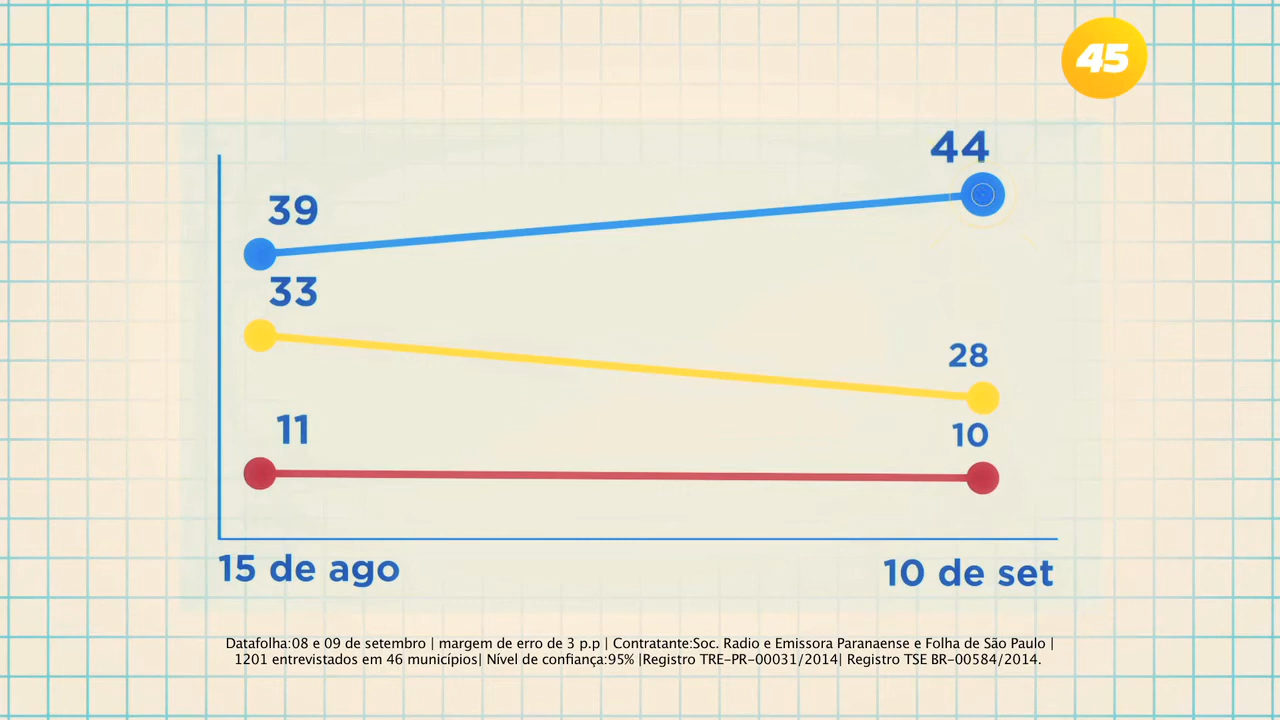 45
44
39
33
28
11
10
15 de ago
10 de set
Datafolha:08 e 09 de setembro | margem de erro de 3 p.p | Contratante:Soc. Radio e Emissora Paranaense e Folha de São Paulo |
1201 entrevistados em 46 municípios| Nível de confiança:95% |Registro TRE-PR-00031/2014| Registro TSE BR-00584/2014.